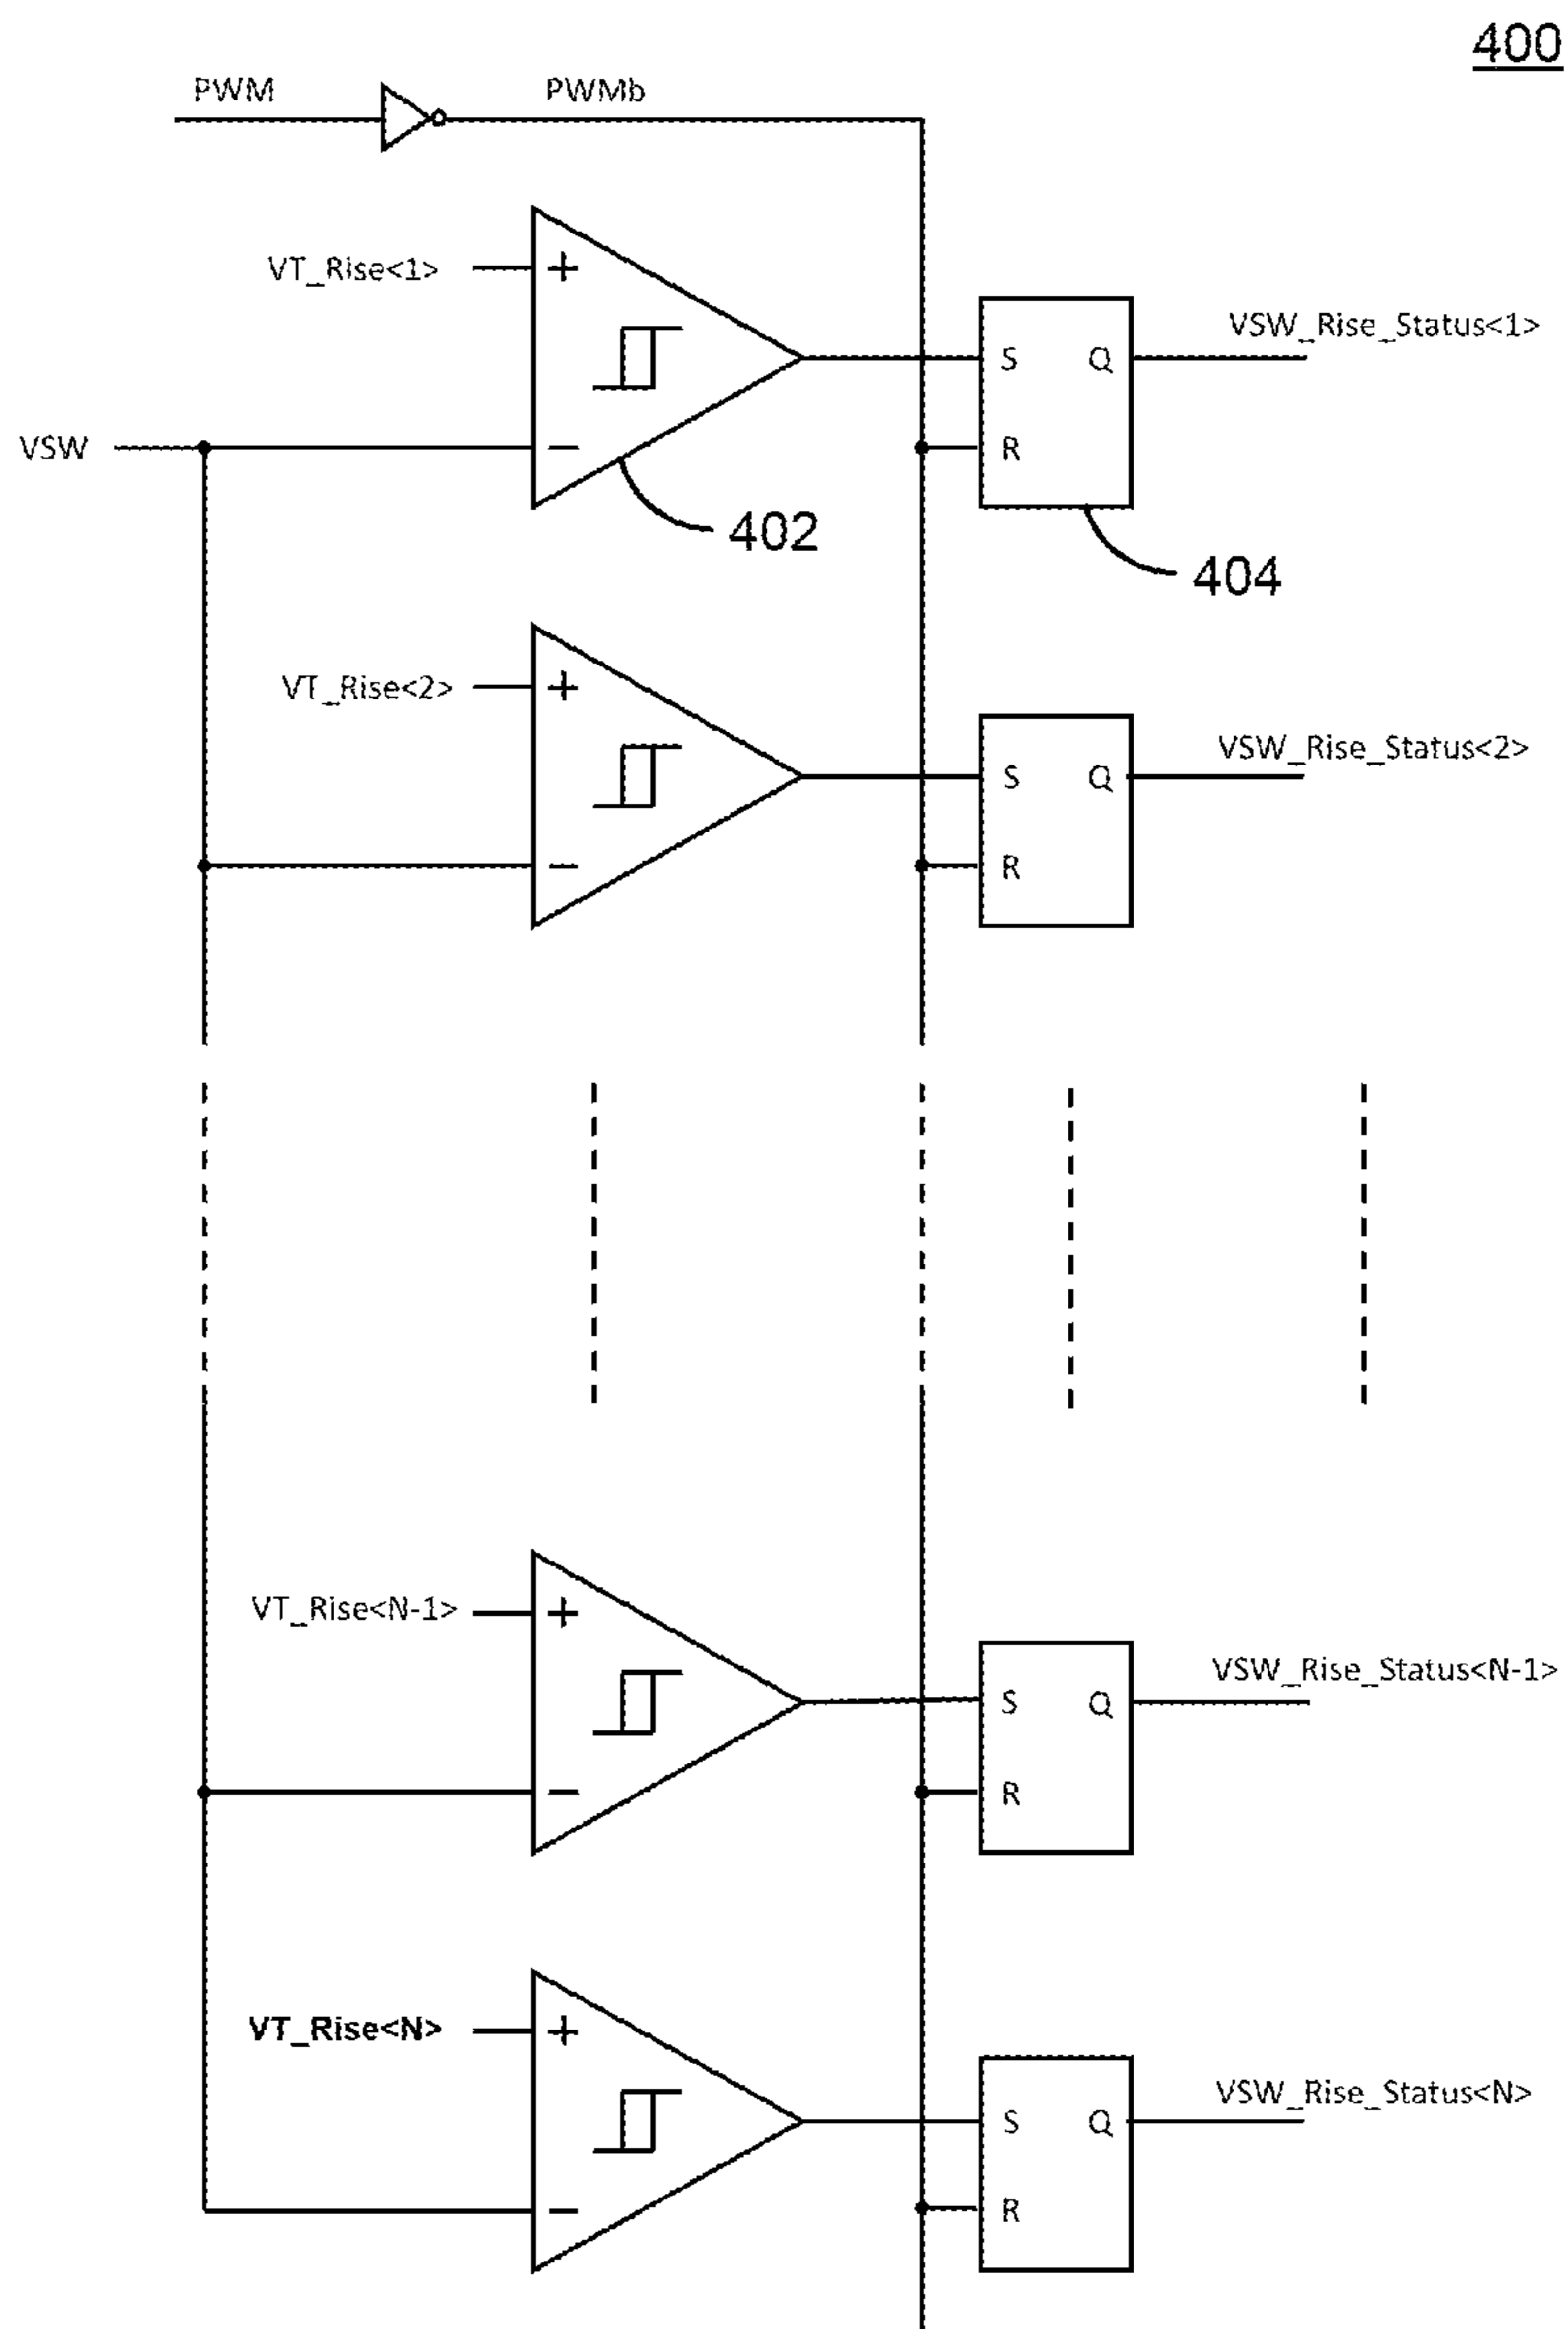 400
PWM
PWMb
VT_Rise<1>
+
S
Q
VSW_Rise_Status<1>
VSW
−
R
402
404
VT_Rise<2>
+
S
Q
VSW_Rise_Status<2>
−
R
VT_Rise<N-1>
+
S
Q
VSW_Rise_Status<N-1>
−
R
VT_Rise<N>
+
S
Q
VSW_Rise_Status<N>
−
R